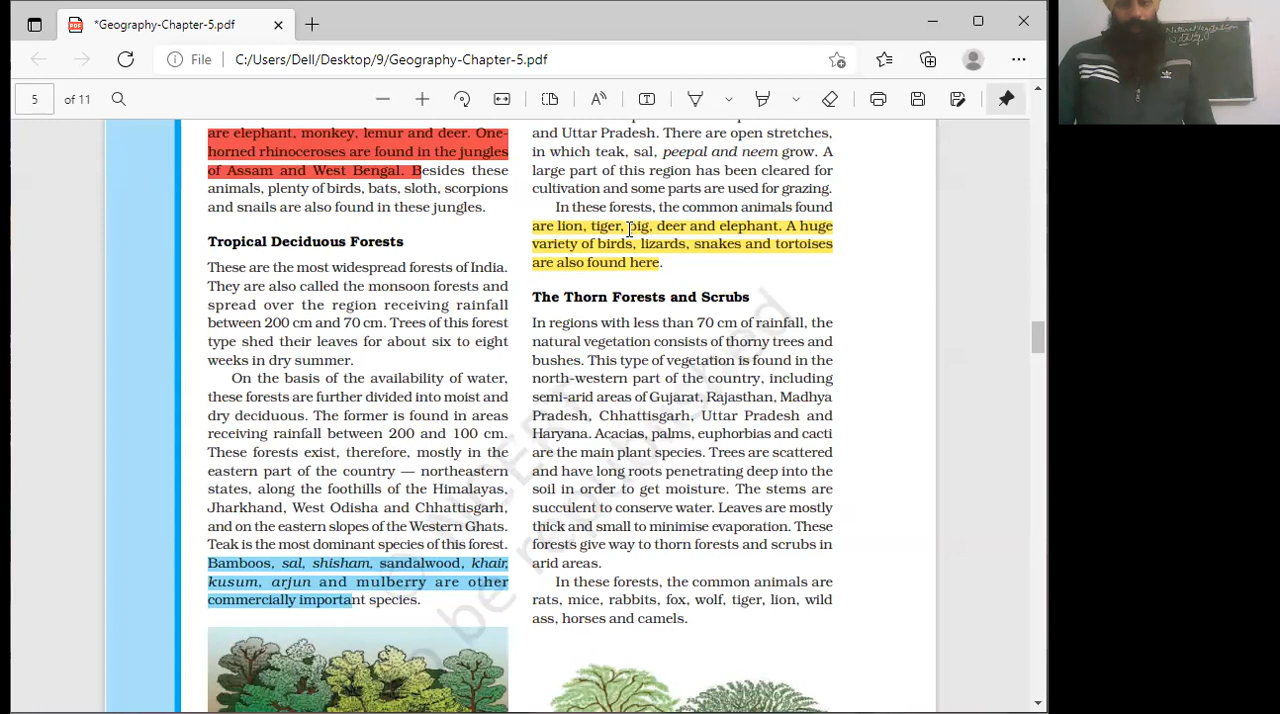 *Geography-Chapter-5.pdf
File
C:/Users/Dell/Desktop/9/Geography-Chapter-5.pdf
5
of 11
are elephant, monkey, lemur and deer. One-
horned rhinoceroses are found in the jungles
of Assam and West Bengal. Besides these
animals, plenty of birds, bats, sloth, scorpions
and snails are also found in these jungles.
Tropical Deciduous Forests
These are the most widespread forests of India.
They are also called the monsoon forests and
spread over the region receiving rainfall
between 200 cm and 70 cm. Trees of this forest
type shed their leaves for about six to eight
weeks in dry summer.
On the basis of the availability of water,
these forests are further divided into moist and
dry deciduous. The former is found in areas
receiving rainfall between 200 and 100 cm.
These forests exist, therefore, mostly in the
eastern part of the country — northeastern
states, along the foothills of the Himalayas,
Jharkhand, West Odisha and Chhattisgarh,
and on the eastern slopes of the Western Ghats.
Teak is the most dominant species of this forest.
Bamboos, sal, shisham, sandalwood, khair,
kusum, arjun and mulberry are other
commercially important species.
and Uttar Pradesh. There are open stretches,
in which teak, sal, peepal and neem grow. A
large part of this region has been cleared for
cultivation and some parts are used for grazing.
In these forests, the common animals found
are lion, tiger, pig, deer and elephant. A huge
variety of birds, lizards, snakes and tortoises
are also found here.
The Thorn Forests and Scrubs
In regions with less than 70 cm of rainfall, the
natural vegetation consists of thorny trees and
bushes. This type of vegetation is found in the
north-western part of the country, including
semi-arid areas of Gujarat, Rajasthan, Madhya
Pradesh, Chhattisgarh, Uttar Pradesh and
Haryana. Acacias, palms, euphorbias and cacti
are the main plant species. Trees are scattered
and have long roots penetrating deep into the
soil in order to get moisture. The stems are
succulent to conserve water. Leaves are mostly
thick and small to minimise evaporation. These
forests give way to thorn forests and scrubs in
arid areas.
In these forests, the common animals are
rats, mice, rabbits, fox, wolf, tiger, lion, wild
ass, horses and camels.
be republished
Natural Vegetation